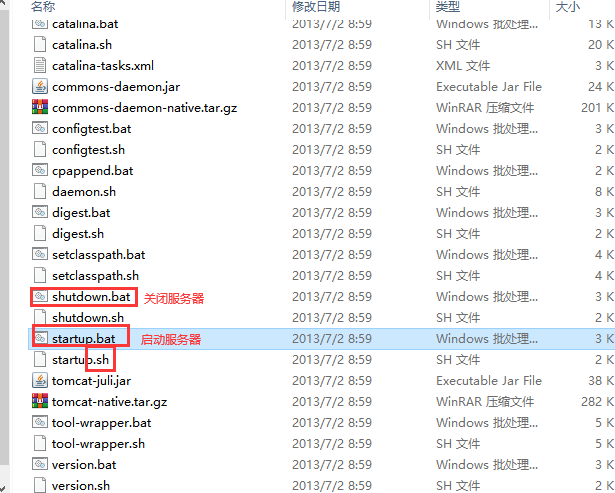 名称 修改日期 类型 大小
catalina.bat 2013/7/2 8:59 Windows 批处理... 13 K
catalina.sh 2013/7/2 8:59 SH 文件 20 K
catalina-tasks.xml 2013/7/2 8:59 XML 文件 3 K
commons-daemon.jar 2013/7/2 8:59 Executable Jar File 24 K
commons-daemon-native.tar.gz 2013/7/2 8:59 WinRAR 压缩文件 201 K
configtest.bat 2013/7/2 8:59 Windows 批处理... 3 K
configtest.sh 2013/7/2 8:59 SH 文件 2 K
cpappend.bat 2013/7/2 8:59 Windows 批处理... 2 K
daemon.sh 2013/7/2 8:59 SH 文件 8 K
digest.bat 2013/7/2 8:59 Windows 批处理... 3 K
digest.sh 2013/7/2 8:59 SH 文件 2 K
setclasspath.bat 2013/7/2 8:59 Windows 批处理... 4 K
setclasspath.sh 2013/7/2 8:59 SH 文件 4 K
shutdown.bat 关闭服务器 2013/7/2 8:59 Windows 批处理... 3 K
shutdown.sh 2013/7/2 8:59 SH 文件 2 K
startup.bat 启动服务器 2013/7/2 8:59 Windows 批处理... 3 K
startup.sh 2013/7/2 8:59 SH 文件 2 K
tomcat-juli.jar 2013/7/2 8:59 Executable Jar File 38 K
tomcat-native.tar.gz 2013/7/2 8:59 WinRAR 压缩文件 282 K
tool-wrapper.bat 2013/7/2 8:59 Windows 批处理... 5 K
tool-wrapper.sh 2013/7/2 8:59 SH 文件 5 K
version.bat 2013/7/2 8:59 Windows 批处理... 3 K
version.sh 2013/7/2 8:59 SH 文件 2 K